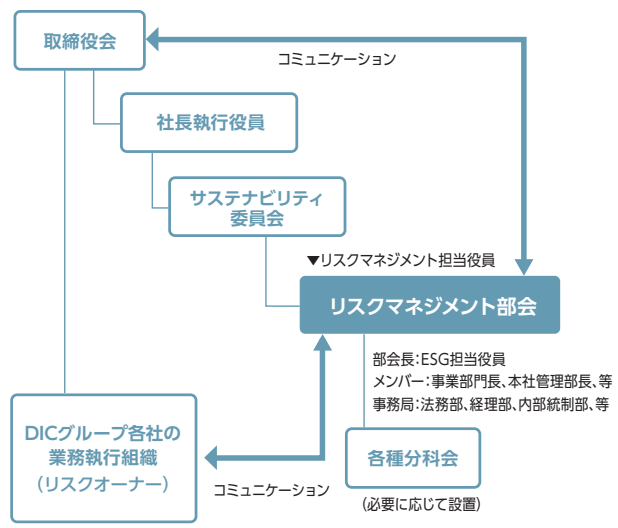 取締役会
コミュニケーション
社長執行役員
サステナビリティ
委員会
▼リスクマネジメント担当役員
リスクマネジメント部会
部会長：ESG担当役員
メンバー：事業部門長、本社管理部長、等
事務局：法務部、経理部、内部統制部、等
DICグループ各社の
業務執行組織
（リスクオーナー）
コミュニケーション
各種分科会
（必要に応じて設置）